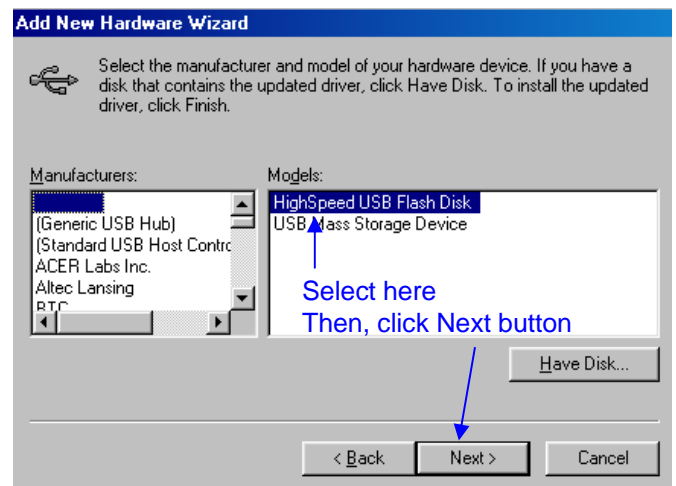 Add New Hardware Wizard
Select the manufacturer and model of your hardware device. If you have a
disk that contains the updated driver, click Have Disk. To install the updated
driver, click Finish.
Manufacturers:
(Generic USB Hub)
(Standard USB Host Contro
ACER Labs Inc.
Altec Lansing
BTC
Models:
HighSpeed USB Flash Disk
USB Mass Storage Device
Select here
Then, click Next button
Have Disk...
< Back
Next >
Cancel